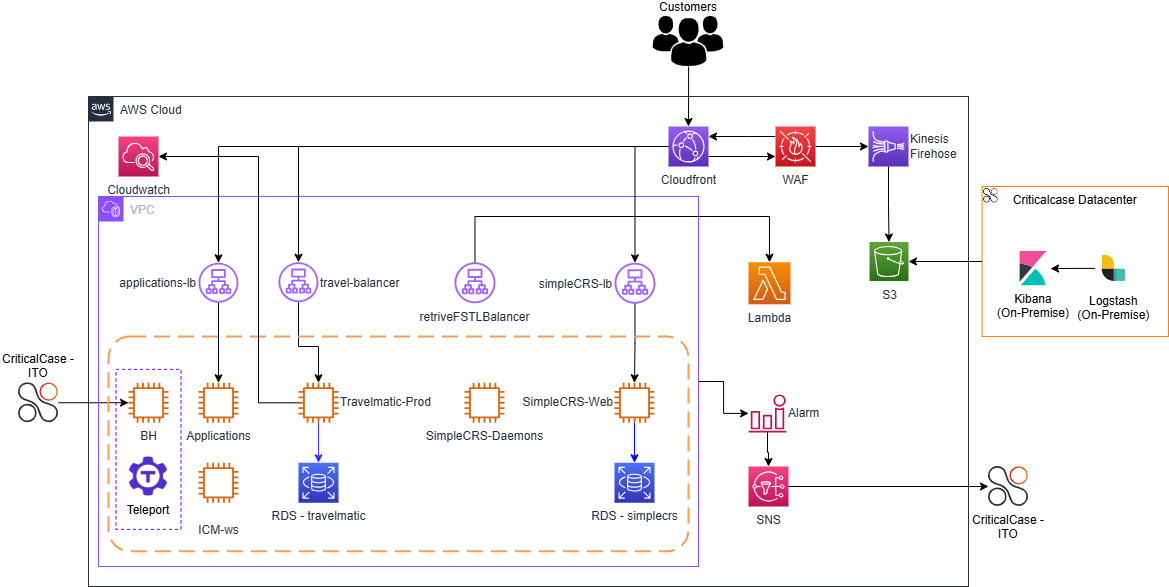 Customers
aws
AWS Cloud
Cloudwatch
Cloudfront
WAF
Kinesis
Firehose
VPC
Criticalcase Datacenter
applications-lb
travel-balancer
retriveFSTLBalancer
simpleCRS-lb
Lambda
S3
Kibana
(On-Premise)
Logstash
(On-Premise)
CriticalCase -
ITO
BH
Applications
Travelmatic-Prod
SimpleCRS-Daemons
SimpleCRS-Web
Alarm
Teleport
ICM-ws
RDS - travelmatic
RDS - simplecrs
SNS
CriticalCase -
ITO